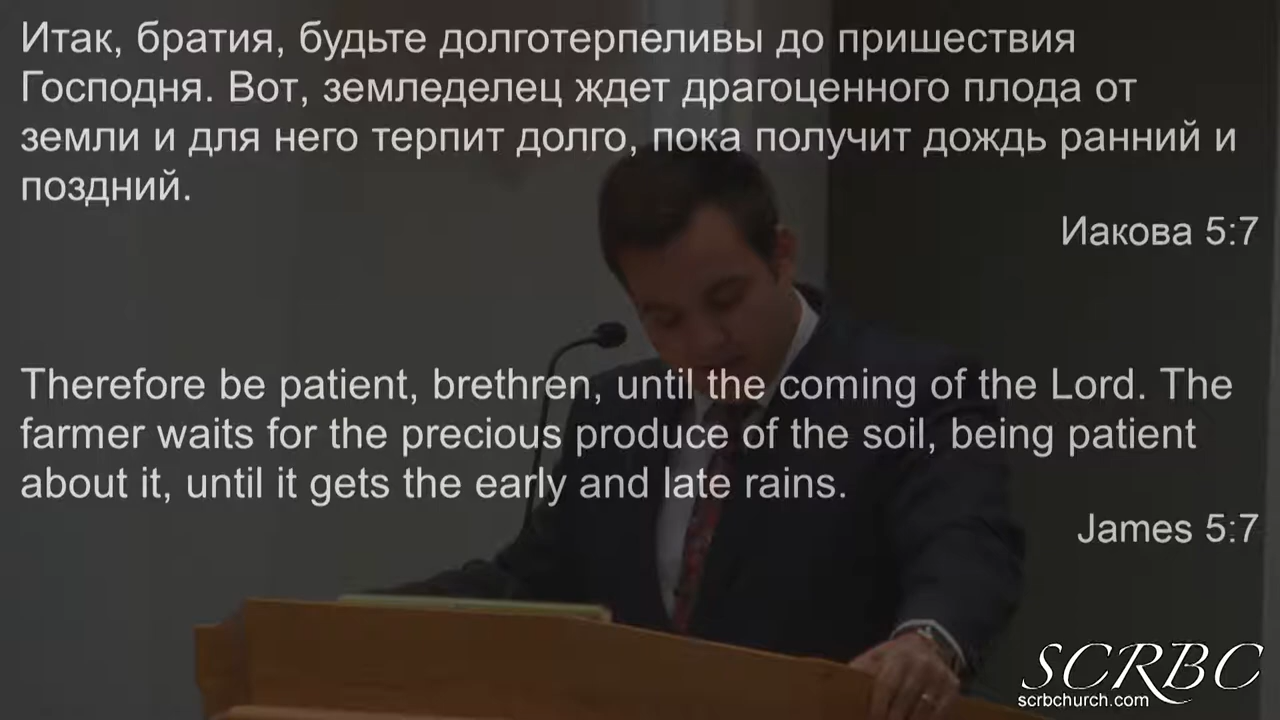 Итак, братия, будьте долготерпеливы до пришествия
Господня. Вот, земледелец ждет драгоценного плода от
земли и для него терпит долго, пока получит дождь ранний и
поздний.
Иакова 5:7
Therefore be patient, brethren, until the coming of the Lord. The
farmer waits for the precious produce of the soil, being patient
about it, until it gets the early and late rains.
James 5:7
SCRBC
scrbchurch.com